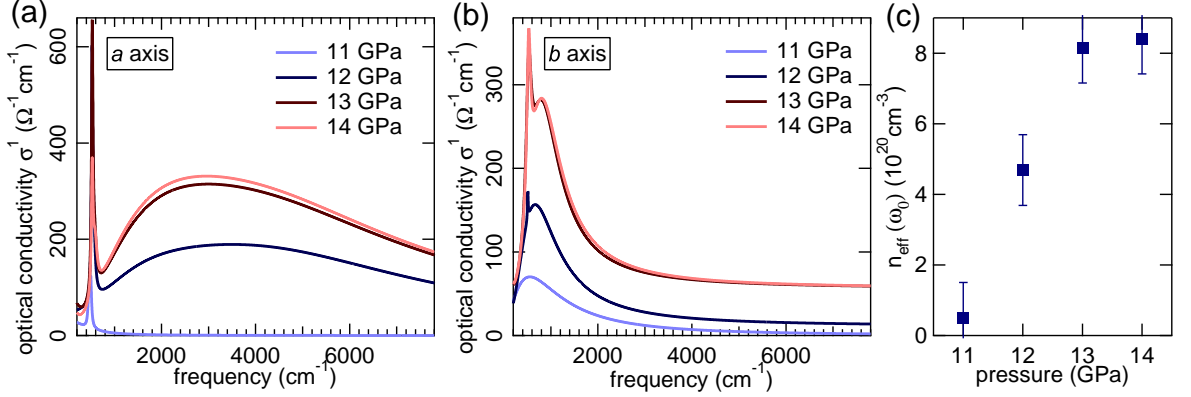 (a)
optical conductivity σ¹ (Ω⁻¹cm⁻¹)
600
400
200
0
a axis
11 GPa
12 GPa
13 GPa
14 GPa
2000 4000 6000
frequency (cm⁻¹)
(b)
optical conductivity σ¹ (Ω⁻¹cm⁻¹)
300
200
100
0
b axis
11 GPa
12 GPa
13 GPa
14 GPa
2000 4000 6000
frequency (cm⁻¹)
(c)
n_eff (ω₀) (10²⁰cm⁻³)
8
6
4
2
0
11 12 13 14
pressure (GPa)